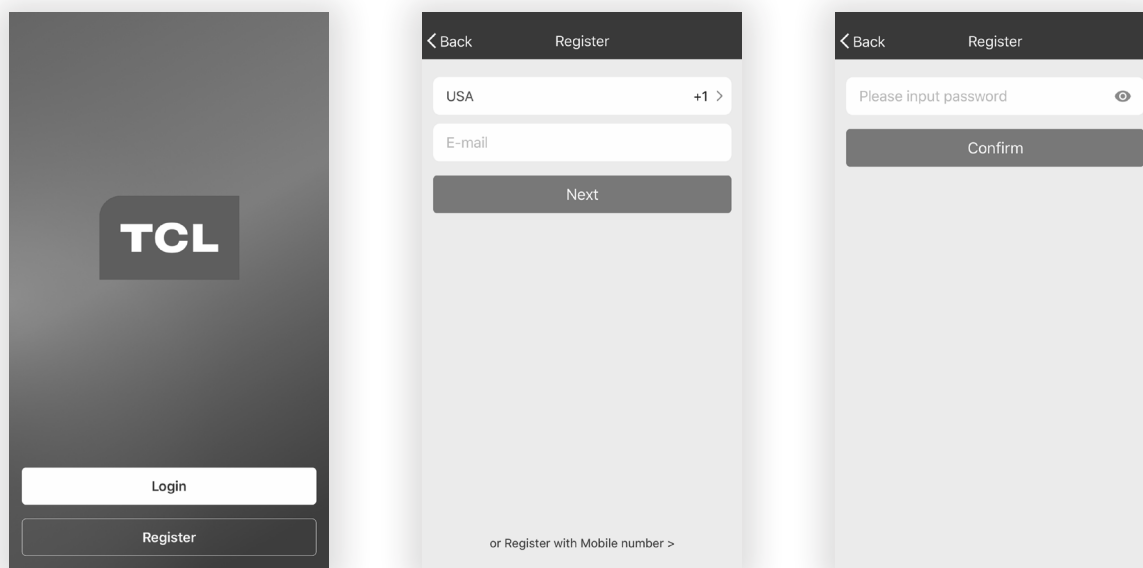 TCL
Login
Register
Back
Register
USA
+1
E-mail
Next
or Register with Mobile number >
Back
Register
Please input password
Confirm